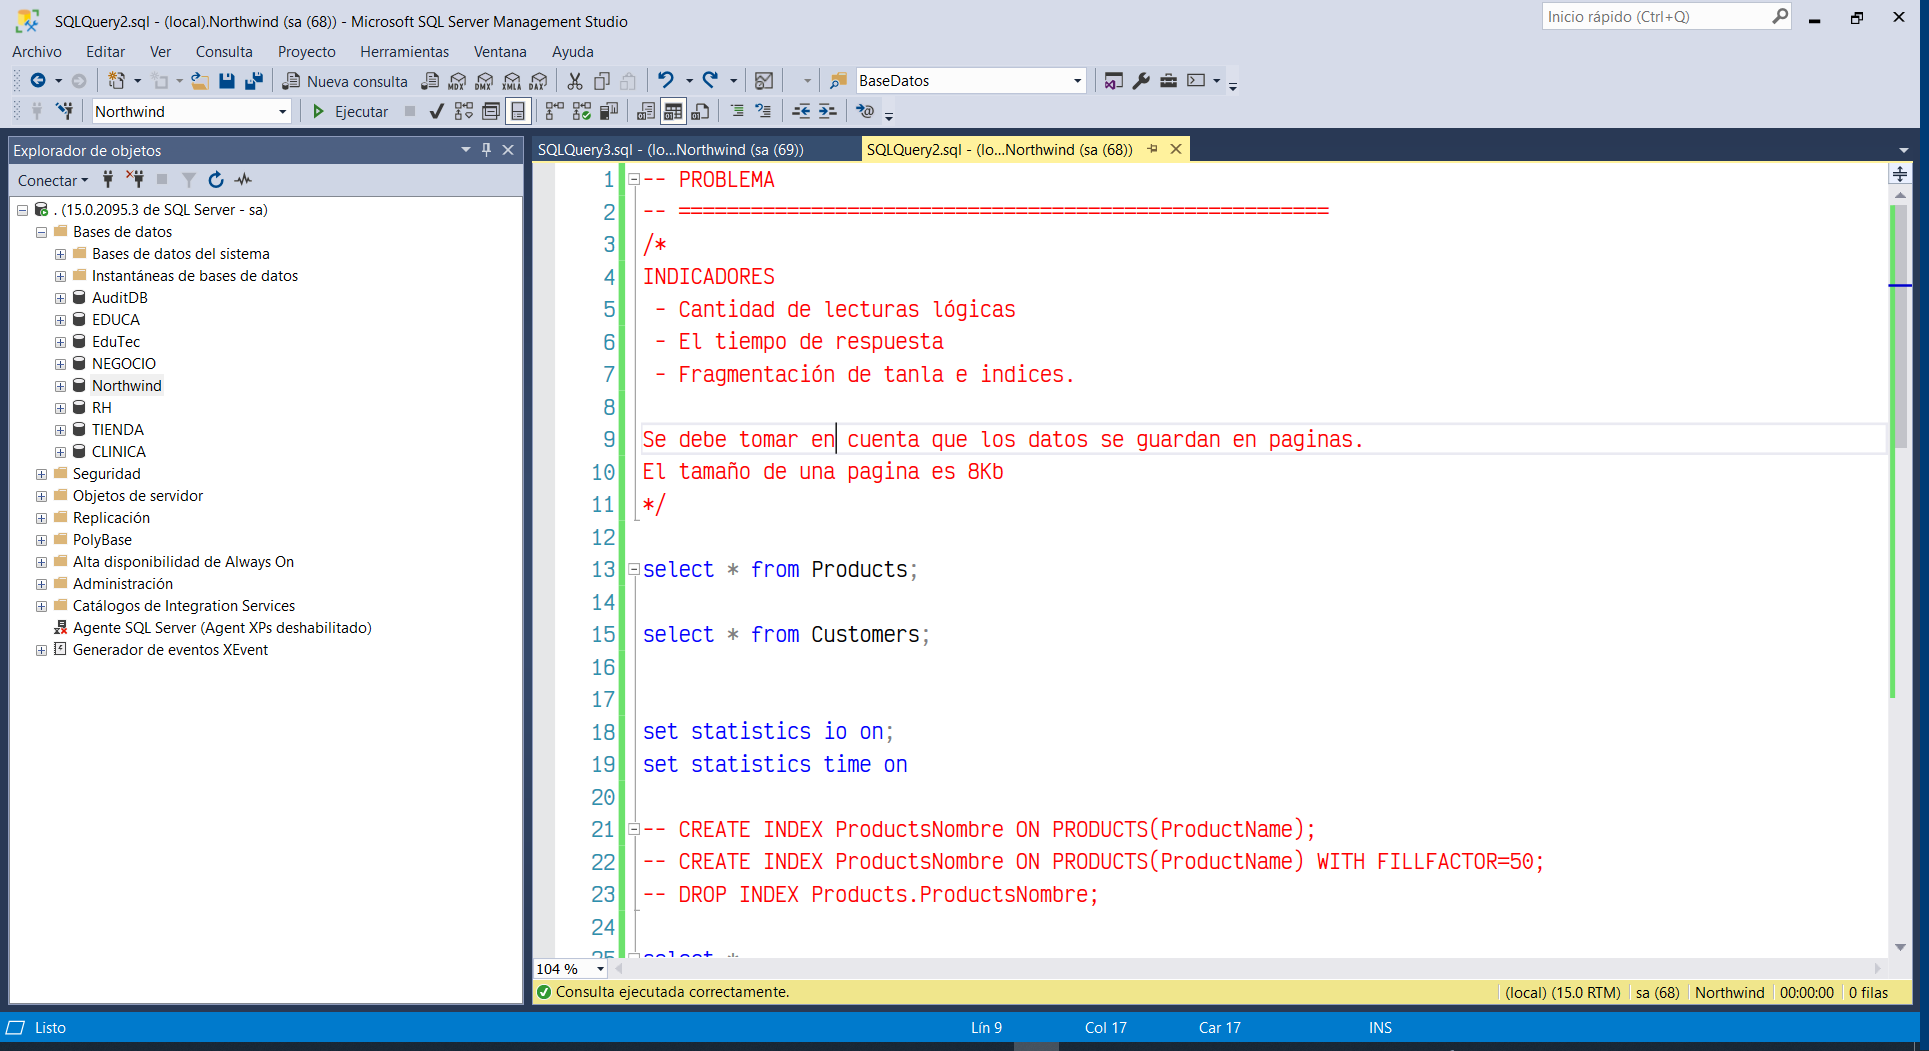 SQLQuery2.sql - (local).Northwind (sa (68)) - Microsoft SQL Server Management Studio
Inicio rápido (Ctrl+Q)
Archivo Editar Ver Consulta Proyecto Herramientas Ventana Ayuda
Nueva consulta MDX DMX XMLA DAX BaseDatos
Northwind Ejecutar
Explorador de objetos
Conectar
. (15.0.2095.3 de SQL Server - sa)
Bases de datos
Bases de datos del sistema
Instantáneas de bases de datos
AuditDB
EDUCA
EduTec
NEGOCIO
Northwind
RH
TIENDA
CLINICA
Seguridad
Objetos de servidor
Replicación
PolyBase
Alta disponibilidad de Always On
Administración
Catálogos de Integration Services
Agente SQL Server (Agent XPs deshabilitado)
Generador de eventos XEvent
SQLQuery3.sql - (lo...Northwind (sa (69)) SQLQuery2.sql - (lo...Northwind (sa (68))
1 -- PROBLEMA
2 -- ======================================================
3 /*
4 INDICADORES
5 - Cantidad de lecturas lógicas
6 - El tiempo de respuesta
7 - Fragmentación de tanla e indices.
8
9 Se debe tomar en cuenta que los datos se guardan en paginas.
10 El tamaño de una pagina es 8Kb
11 */
12
13 select * from Products;
14
15 select * from Customers;
16
17
18 set statistics io on;
19 set statistics time on
20
21 -- CREATE INDEX ProductsNombre ON PRODUCTS(ProductName);
22 -- CREATE INDEX ProductsNombre ON PRODUCTS(ProductName) WITH FILLFACTOR=50;
23 -- DROP INDEX Products.ProductsNombre;
24
25 select *
104 %
Consulta ejecutada correctamente. (local) (15.0 RTM) sa (68) Northwind 00:00:00 0 filas
Listo Lín 9 Col 17 Car 17 INS